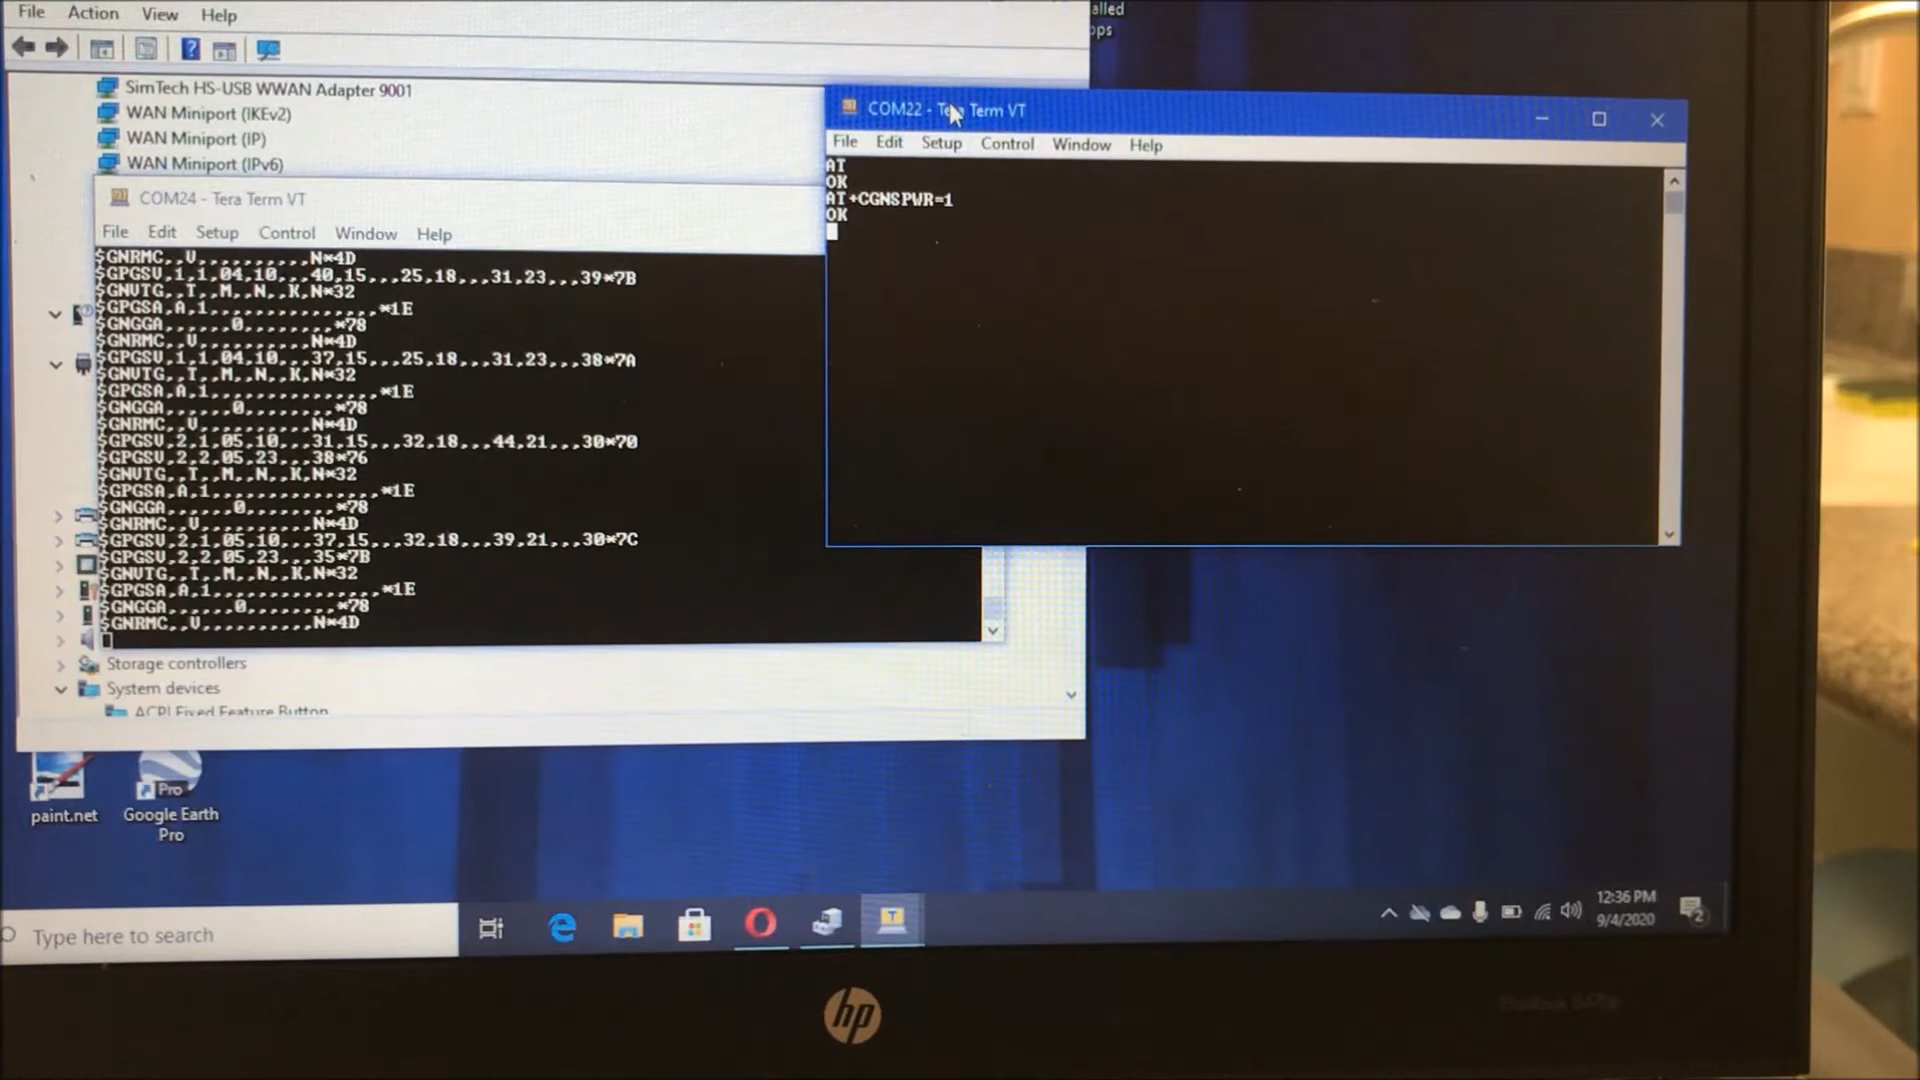 File Action View Help
alled
ops
SimTech HS-USB WWAN Adapter 9001
WAN Miniport (IKEv2)
WAN Miniport (IP)
WAN Miniport (IPv6)
COM24 - Tera Term VT
File Edit Setup Control Window Help
$GNRMC,,V,,,,,,,,,,N*4D
$GPGSV,1,1,04,10,,,40,15,,,25,18,,,31,23,,,39*7B
$GNVTG,,T,,M,,N,,K,N*32
$GPGSA,A,1,,,,,,,,,,,,,,,*1E
$GNGGA,,,,,,0,,,,,,,,*78
$GNRMC,,V,,,,,,,,,,N*4D
$GPGSV,1,1,04,10,,,37,15,,,25,18,,,31,23,,,38*7A
$GNVTG,,T,,M,,N,,K,N*32
$GPGSA,A,1,,,,,,,,,,,,,,,*1E
$GNGGA,,,,,,0,,,,,,,,*78
$GNRMC,,V,,,,,,,,,,N*4D
$GPGSV,2,1,05,10,,,31,15,,,32,18,,,44,21,,,30*70
$GPGSV,2,2,05,23,,,38*76
$GNVTG,,T,,M,,N,,K,N*32
$GPGSA,A,1,,,,,,,,,,,,,,,*1E
$GNGGA,,,,,,0,,,,,,,,*78
$GNRMC,,V,,,,,,,,,,N*4D
$GPGSV,2,1,05,10,,,37,15,,,32,18,,,39,21,,,30*7C
$GPGSV,2,2,05,23,,,35*7B
$GNVTG,,T,,M,,N,,K,N*32
$GPGSA,A,1,,,,,,,,,,,,,,,*1E
$GNGGA,,,,,,0,,,,,,,,*78
$GNRMC,,V,,,,,,,,,,N*4D
COM22 - Tera Term VT
File Edit Setup Control Window Help
AT
OK
AT+CGNSPWR=1
OK
Storage controllers
System devices
ACPI Fixed Feature Button
paint.net
Pro
Google Earth
Pro
Type here to search
T
12:36 PM
9/4/2020
2
hp